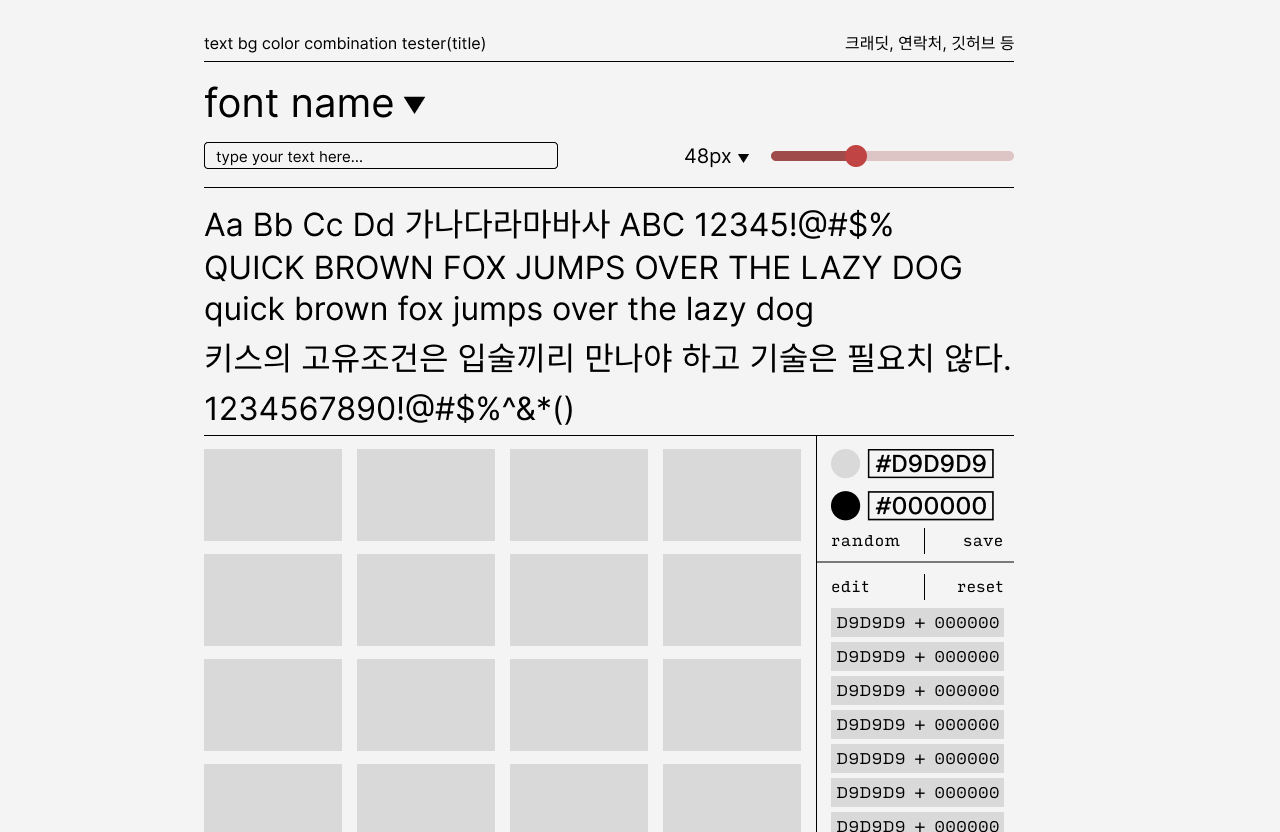 text bg color combination tester(title)
크래딧, 연락처, 깃허브 등
font name ▼
type your text here...
48px ▼
Aa Bb Cc Dd 가나다라마바사 ABC 12345!@#$%
QUICK BROWN FOX JUMPS OVER THE LAZY DOG
quick brown fox jumps over the lazy dog
키스의 고유조건은 입술끼리 만나야 하고 기술은 필요치 않다.
1234567890!@#$%^&*()
#D9D9D9
#000000
random
save
edit
reset
D9D9D9 + 000000
D9D9D9 + 000000
D9D9D9 + 000000
D9D9D9 + 000000
D9D9D9 + 000000
D9D9D9 + 000000
D9D9D9 + 000000